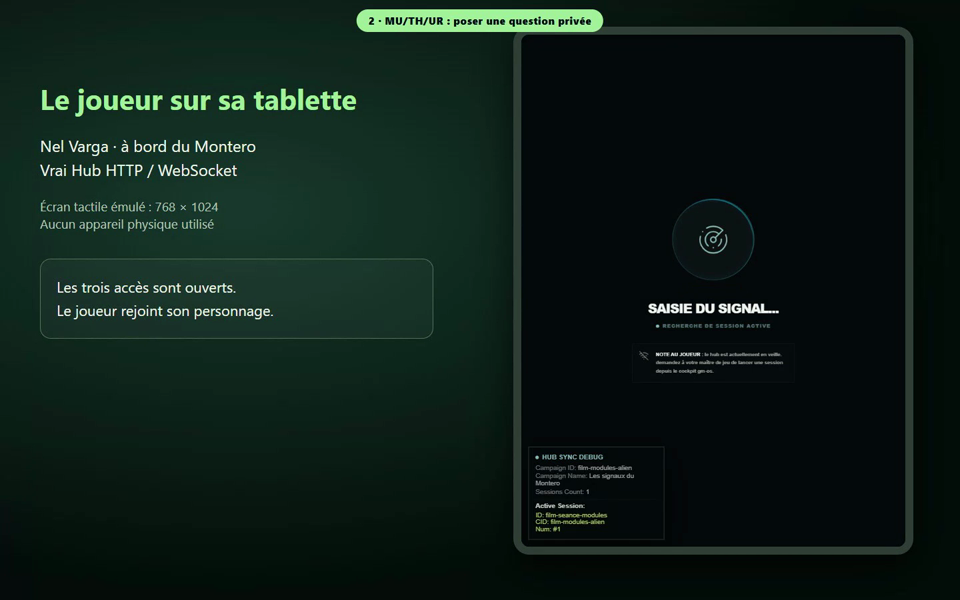 2 · MU/TH/UR : poser une question privée
Le joueur sur sa tablette
Nel Varga · à bord du Montero
Vrai Hub HTTP / WebSocket
Écran tactile émulé : 768 × 1024
Aucun appareil physique utilisé
Les trois accès sont ouverts.
Le joueur rejoint son personnage.
SAISIE DU SIGNAL...
RECHERCHE DE SESSION ACTIVE
NOTE AU JOUEUR : le hub est actuellement en veille.
demandez à votre maître de jeu de lancer une session
depuis le cockpit gm-os.
HUB SYNC DEBUG
Campaign ID: film-modules-alien
Campaign Name: Les signaux du
Montero
Sessions Count: 1
Active Session:
ID: film-seance-modules
CID: film-modules-alien
Num: #1